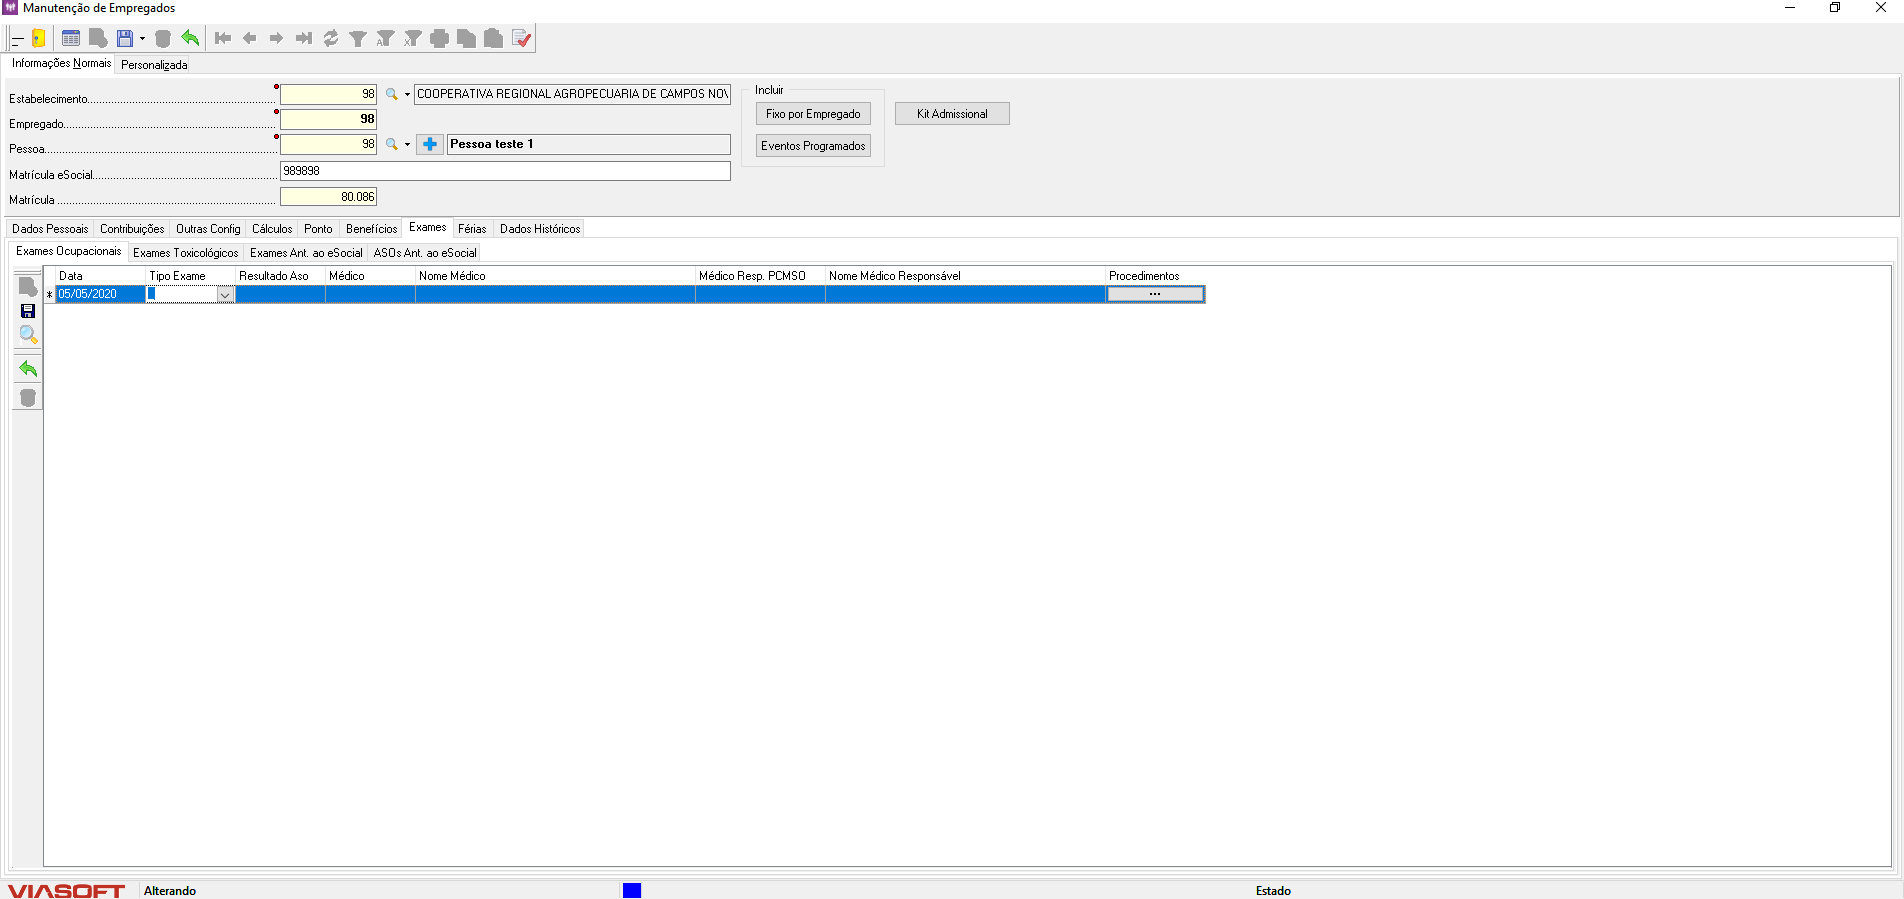 Manutenção de Empregados
Informações Normais Personalizada
Estabelecimento 98 COOPERATIVA REGIONAL AGROPECUARIA DE CAMPOS
Empregado 98
Pessoa 98 Pessoa teste 1
Matrícula eSocial 989898
Matrícula 80.086
Incluir
Fixo por Empregado
Eventos Programados
Kit Admissional
Dados Pessoais Contribuições Outras Config Cálculos Ponto Benefícios Exames Férias Dados Históricos
Exames Ocupacionais Exames Toxicológicos Exames Ant. ao eSocial ASOs Ant. ao eSocial
Data Tipo Exame Resultado Aso Médico Nome Médico Médico Resp. PCMSO Nome Médico Responsável Procedimentos
* 05/05/2020 ...
VIASOFT Alterando Estado